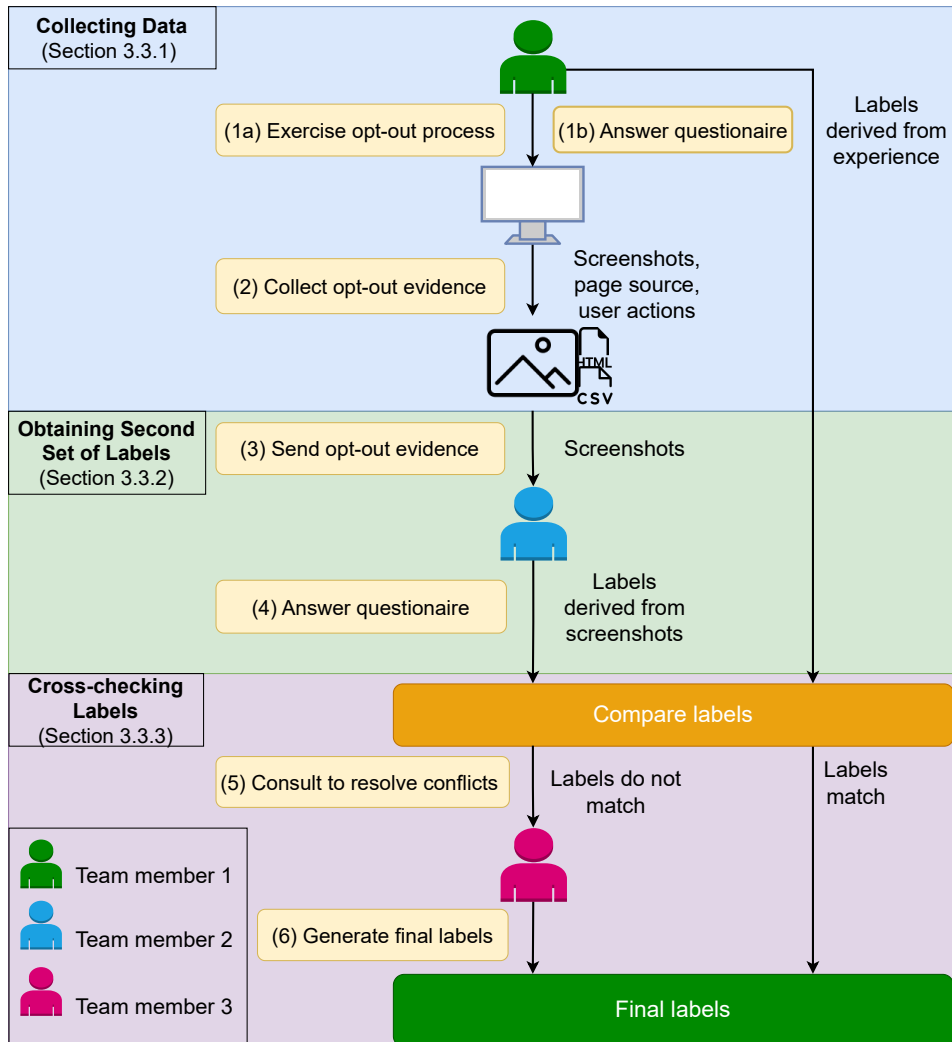 Collecting Data
(Section 3.3.1)
(1a) Exercise opt-out process
(1b) Answer questionaire
Labels
derived from
experience
(2) Collect opt-out evidence
Screenshots,
page source,
user actions
HTML
CSV
Obtaining Second
Set of Labels
(Section 3.3.2)
(3) Send opt-out evidence
Screenshots
(4) Answer questionaire
Labels
derived from
screenshots
Cross-checking
Labels
(Section 3.3.3)
Compare labels
(5) Consult to resolve conflicts
Labels do not
match
Labels
match
Team member 1
Team member 2
Team member 3
(6) Generate final labels
Final labels